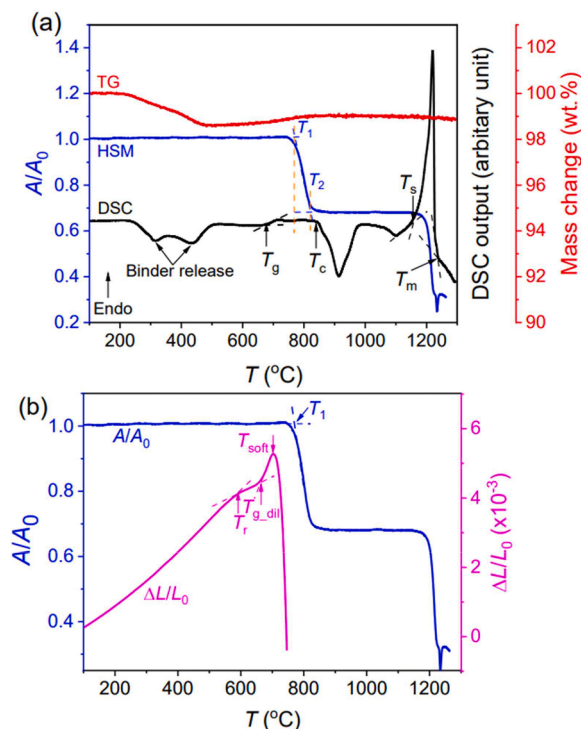 (a)
1.4
1.2
1.0
0.8
0.6
0.4
0.2
A/A0
TG
HSM
DSC
T1
T2
Ts
Tm
Tg
Tc
Binder release
Endo
200 400 600 800 1000 1200
T (°C)
DSC output (arbitary unit)
102
100
98
96
94
92
90
Mass change (wt.%)
(b)
1.0
0.8
0.6
0.4
A/A0
A/A0
T1
Tsoft
Tg_dil
Tr
ΔL/L0
200 400 600 800 1000 1200
T (°C)
6
4
2
0
ΔL/L0 (x10-3)